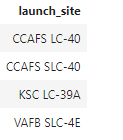 launch_site
CCAFS LC-40
CCAFS SLC-40
KSC LC-39A
VAFB SLC-4E